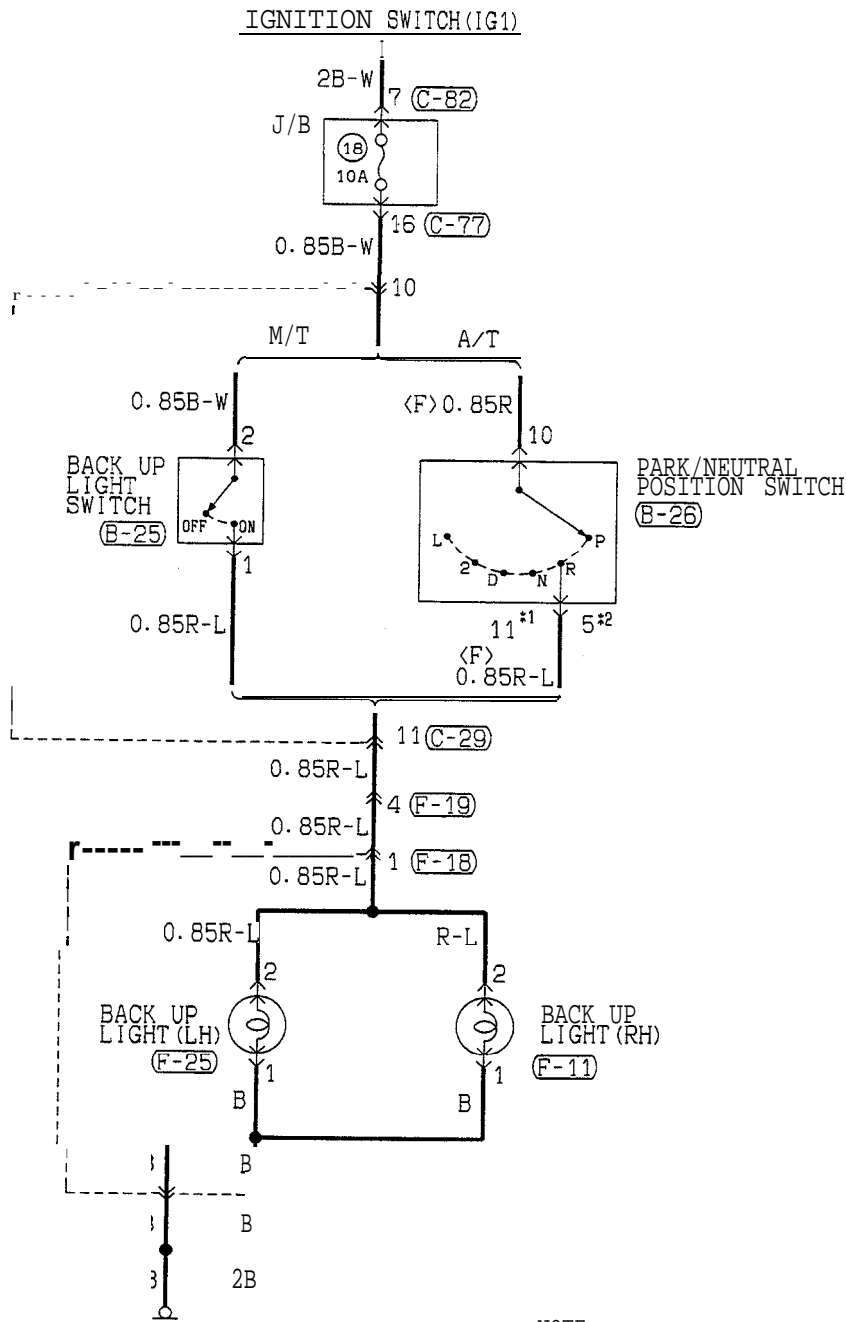 IGNITION SWITCH(IG1)
2B-W
7 (C-82)
J/B
18
10A
16 (C-77)
0.85B-W
10
M/T
A/T
0.85B-W
〈F〉0.85R
2
10
BACK UP
LIGHT
SWITCH
(B-25)
OFF
ON
1
PARK/NEUTRAL
POSITION SWITCH
(B-26)
L
2
D
N
R
P
0.85R-L
11*1
5*2
〈F〉
0.85R-L
11 (C-29)
0.85R-L
4 (F-19)
0.85R-L
1 (F-18)
0.85R-L
0.85R-L
R-L
2
2
BACK UP
LIGHT(LH)
(F-25)
BACK UP
LIGHT(RH)
(F-11)
1
1
B
B
B
B
2B